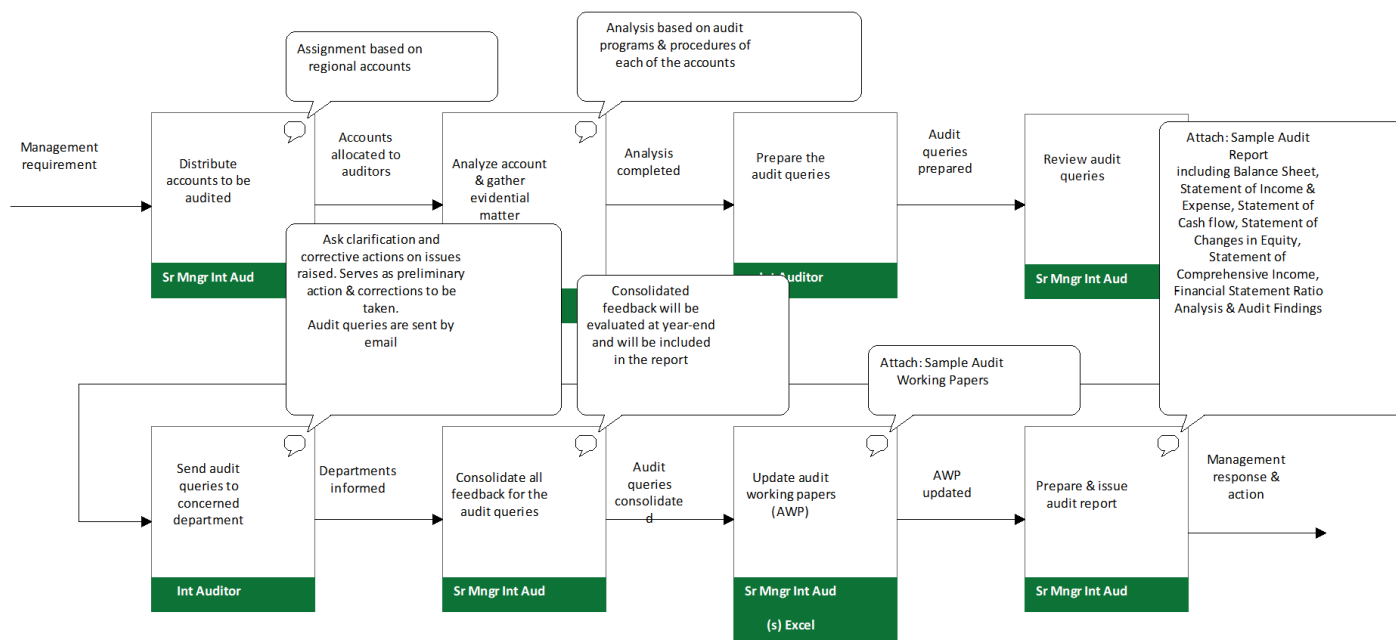 Assignment based on
regional accounts
Analysis based on audit
programs & procedures of
each of the accounts
Management
requirement
Distribute
accounts to be
audited
Sr Mngr Int Aud
Accounts
allocated to
auditors
Analyze account
& gather
evidential
matter
Analysis
completed
Prepare the
audit queries
Auditor
Audit
queries
prepared
Review audit
queries
Sr Mngr Int Aud
Attach: Sample Audit
Report
including Balance Sheet,
Statement of Income &
Expense, Statement of
Cash flow, Statement of
Changes in Equity,
Statement of
Comprehensive Income,
Financial Statement Ratio
Analysis & Audit Findings
Ask clarification and
corrective actions on issues
raised. Serves as preliminary
action & corrections to be
taken.
Audit queries are sent by
email
Consolidated
feedback will be
evaluated at year-end
and will be included
in the report
Attach: Sample Audit
Working Papers
Send audit
queries to
concerned
department
Int Auditor
Departments
informed
Consolidate all
feedback for the
audit queries
Sr Mngr Int Aud
Audit
queries
consolidate
d
Update audit
working papers
(AWP)
Sr Mngr Int Aud
(s) Excel
AWP
updated
Prepare & issue
audit report
Sr Mngr Int Aud
Management
response &
action